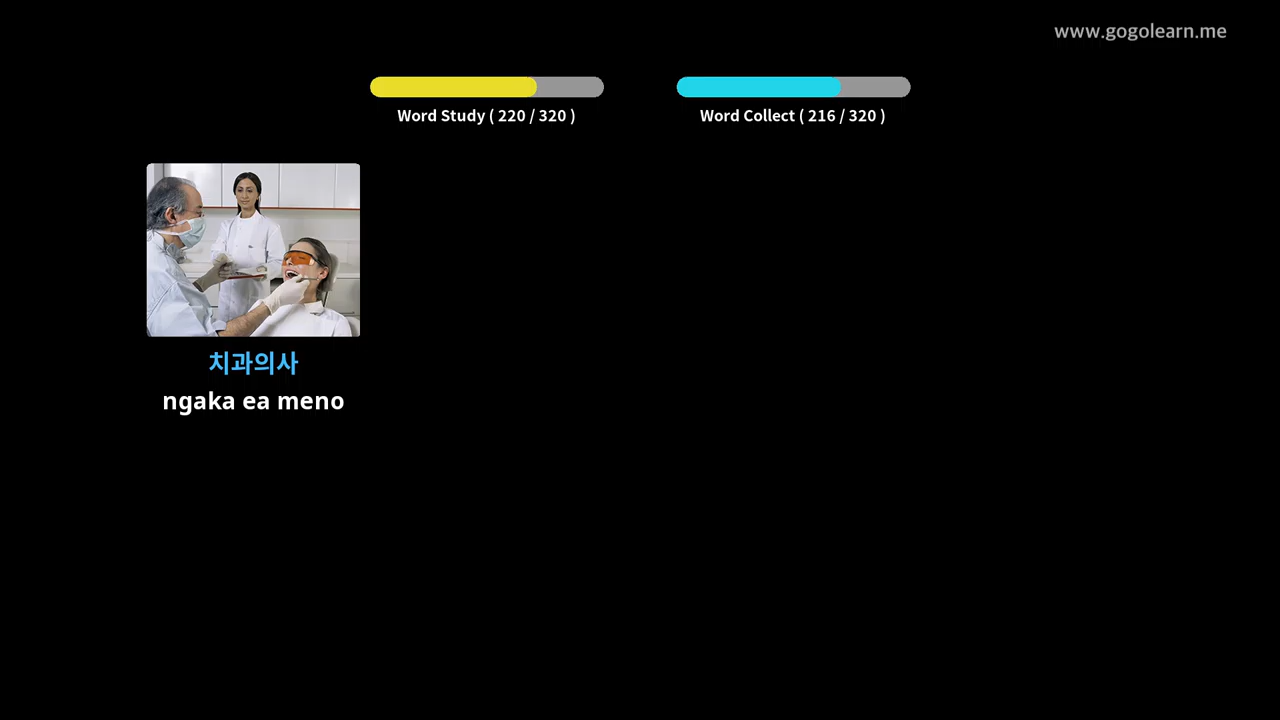 www.gogolearn.me
Word Study ( 220 / 320 )
Word Collect ( 216 / 320 )
치과의사
ngaka ea meno